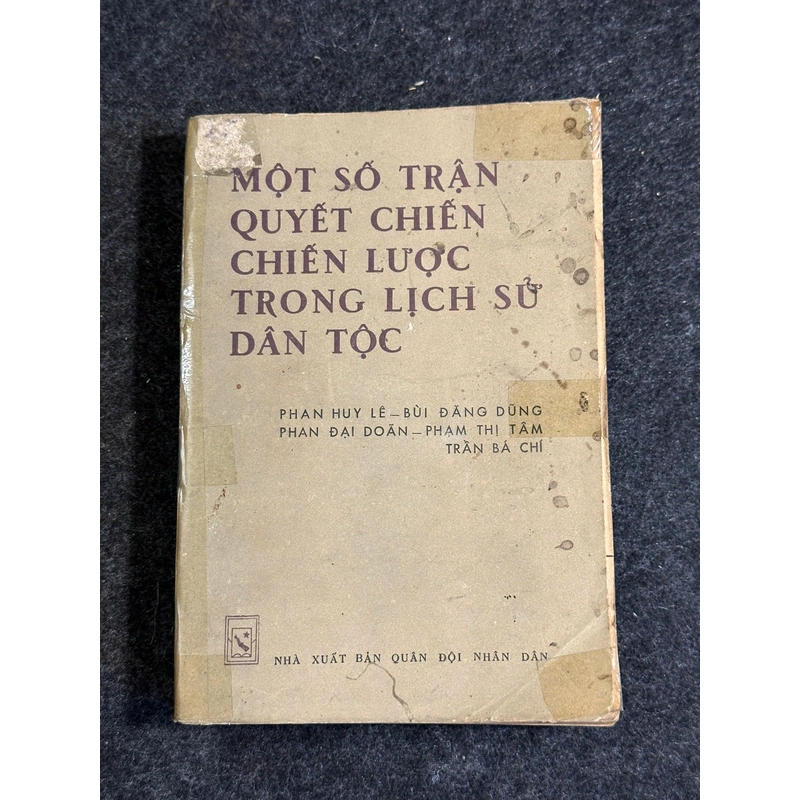 MỘT SỐ TRẬN
QUYẾT CHIẾN
CHIẾN LƯỢC
TRONG LỊCH SỬ
DÂN TỘC
PHAN HUY LÊ – BÙI ĐĂNG DŨNG
PHAN ĐẠI DOÃN – PHẠM THỊ TÂM
TRẦN BÁ CHÍ
NHÀ XUẤT BẢN QUÂN ĐỘI NHÂN DÂN